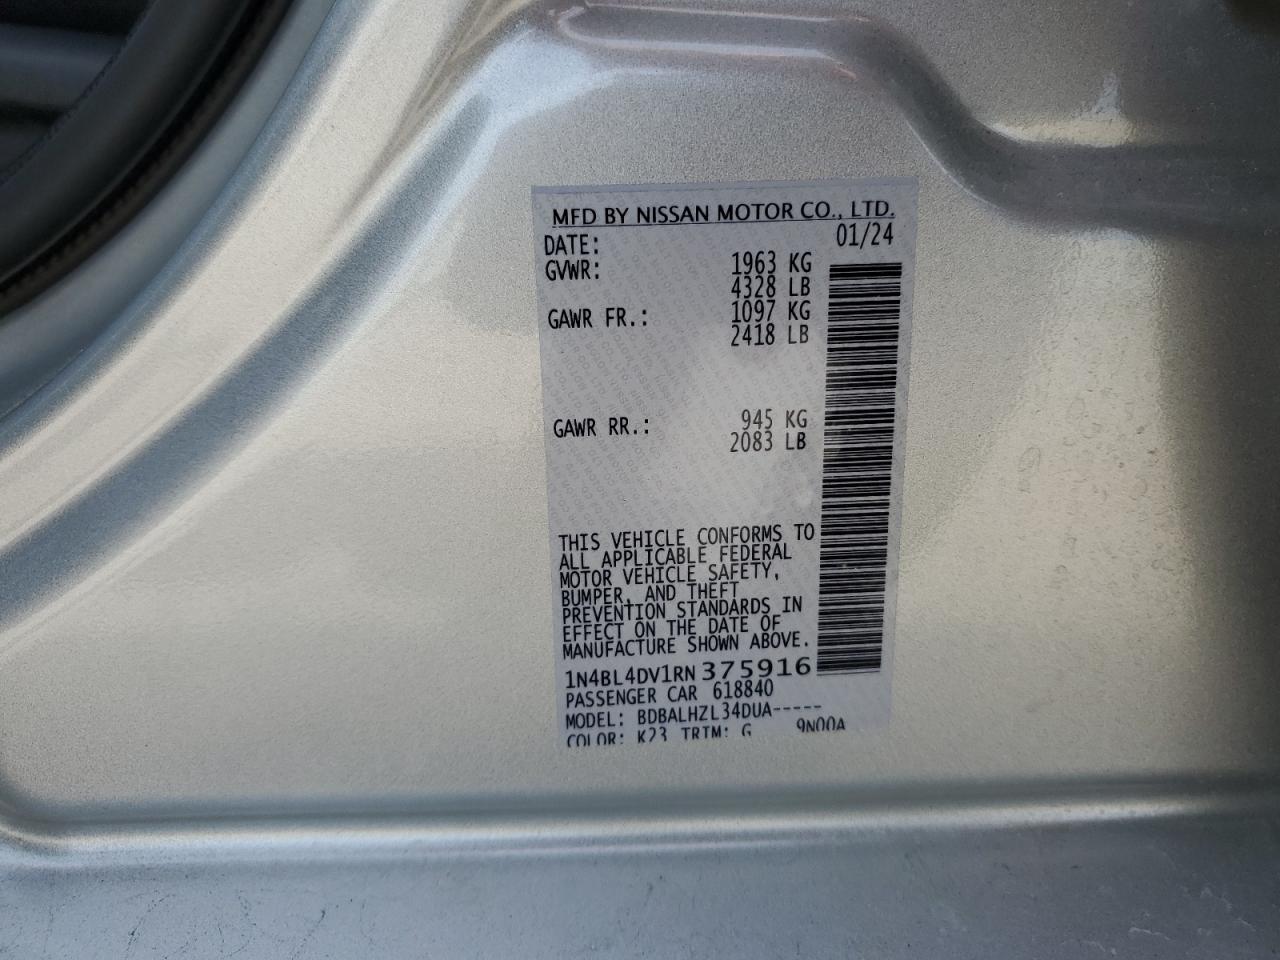 MFD BY NISSAN MOTOR CO., LTD.
DATE: 01/24
GVWR: 1963 KG
4328 LB
GAWR FR.: 1097 KG
2418 LB
GAWR RR.: 945 KG
2083 LB
THIS VEHICLE CONFORMS TO
ALL APPLICABLE FEDERAL
MOTOR VEHICLE SAFETY,
BUMPER, AND THEFT
PREVENTION STANDARDS IN
EFFECT ON THE DATE OF
MANUFACTURE SHOWN ABOVE.
1N4BL4DV1RN375916
PASSENGER CAR 618840
MODEL: BDBALHZL34DUA-----
COLOR: K23 TRIM: G 9N00A